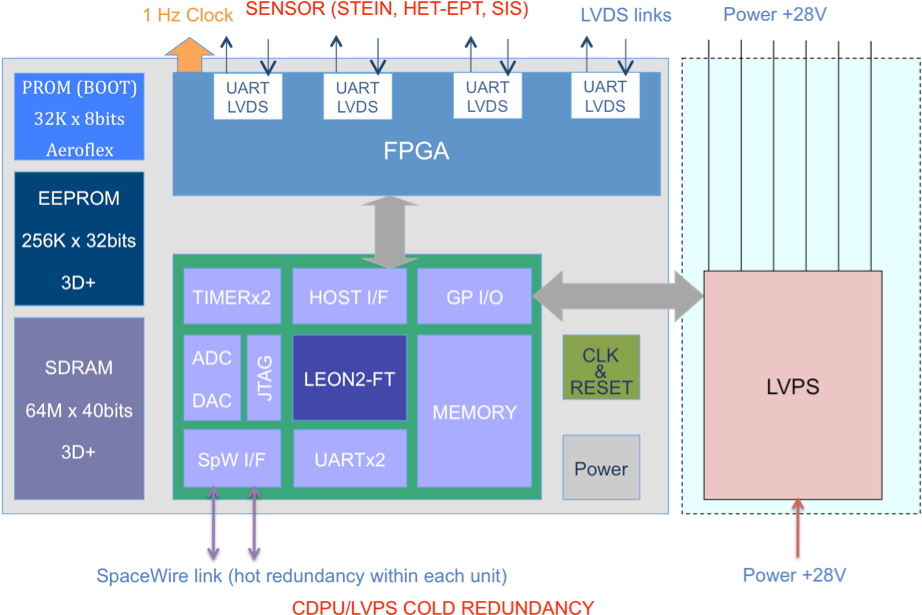 SENSOR (STEIN, HET-EPT, SIS)
1 Hz Clock
LVDS links
Power +28V
PROM (BOOT)
32K x 8bits
Aeroflex
UART
LVDS
UART
LVDS
UART
LVDS
UART
LVDS
FPGA
EEPROM
256K x 32bits
3D+
TIMERx2
HOST I/F
GP I/O
SDRAM
64M x 40bits
3D+
ADC
DAC
JTAG
LEON2-FT
MEMORY
CLK
&
RESET
LVPS
SpW I/F
UARTx2
Power
SpaceWire link (hot redundancy within each unit)
Power +28V
CDPU/LVPS COLD REDUNDANCY